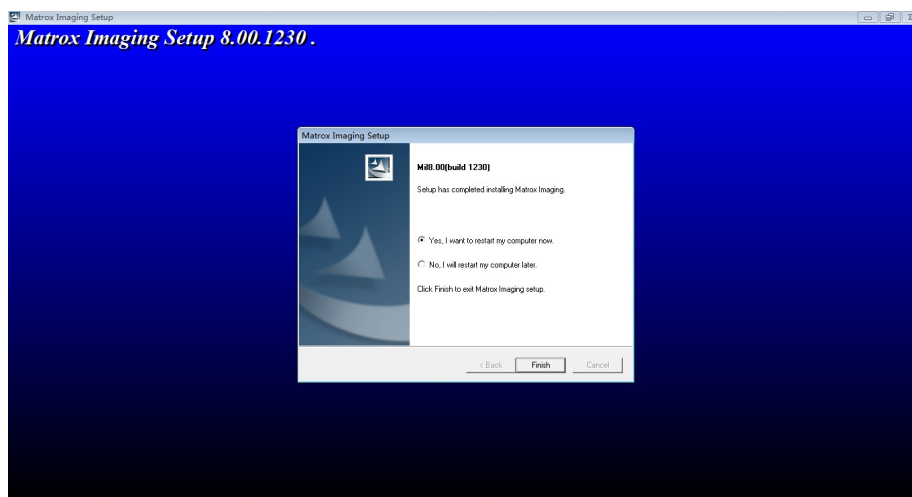 Matrox Imaging Setup
Matrox Imaging Setup 8.00.1230 .
Matrox Imaging Setup
Mil8.00(build 1230)
Setup has completed installing Matrox Imaging.
Yes, I want to restart my computer now.
No, I will restart my computer later.
Click Finish to exit Matrox Imaging setup.
< Back Finish Cancel